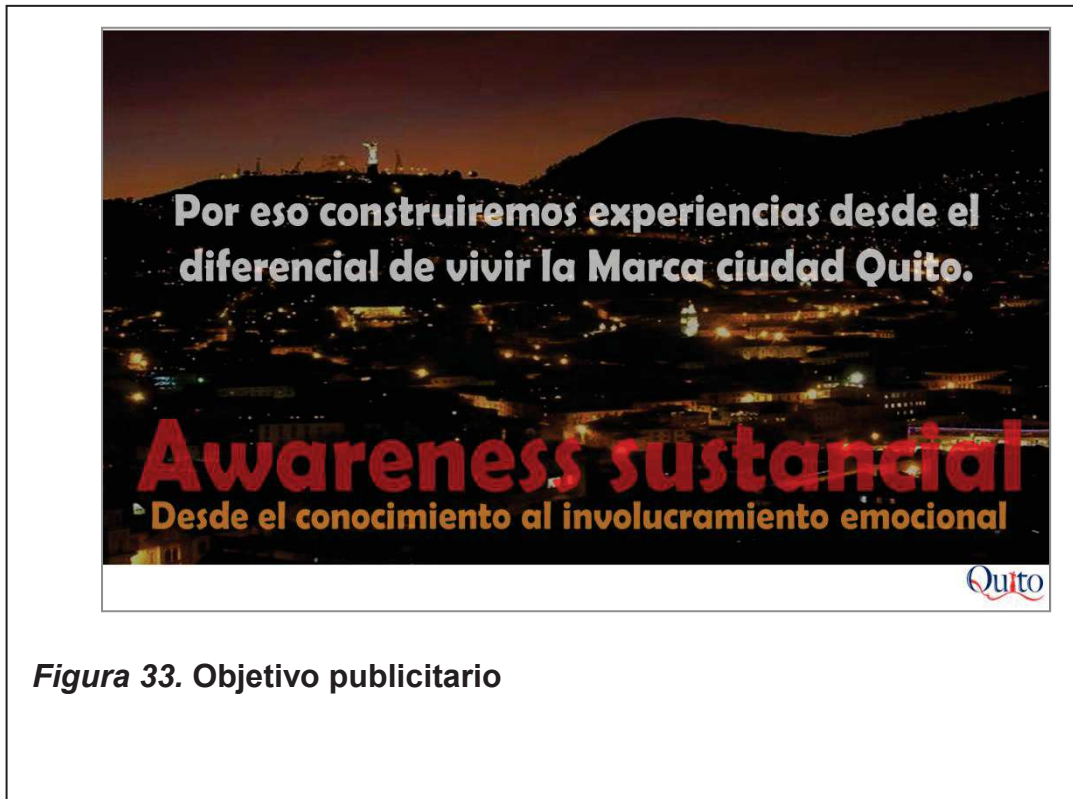 Por eso construiremos experiencias desde el
diferencial de vivir la Marca ciudad Quito.
Awareness sustancial
Desde el conocimiento al involucramiento emocional
Quito
Figura 33. Objetivo publicitario